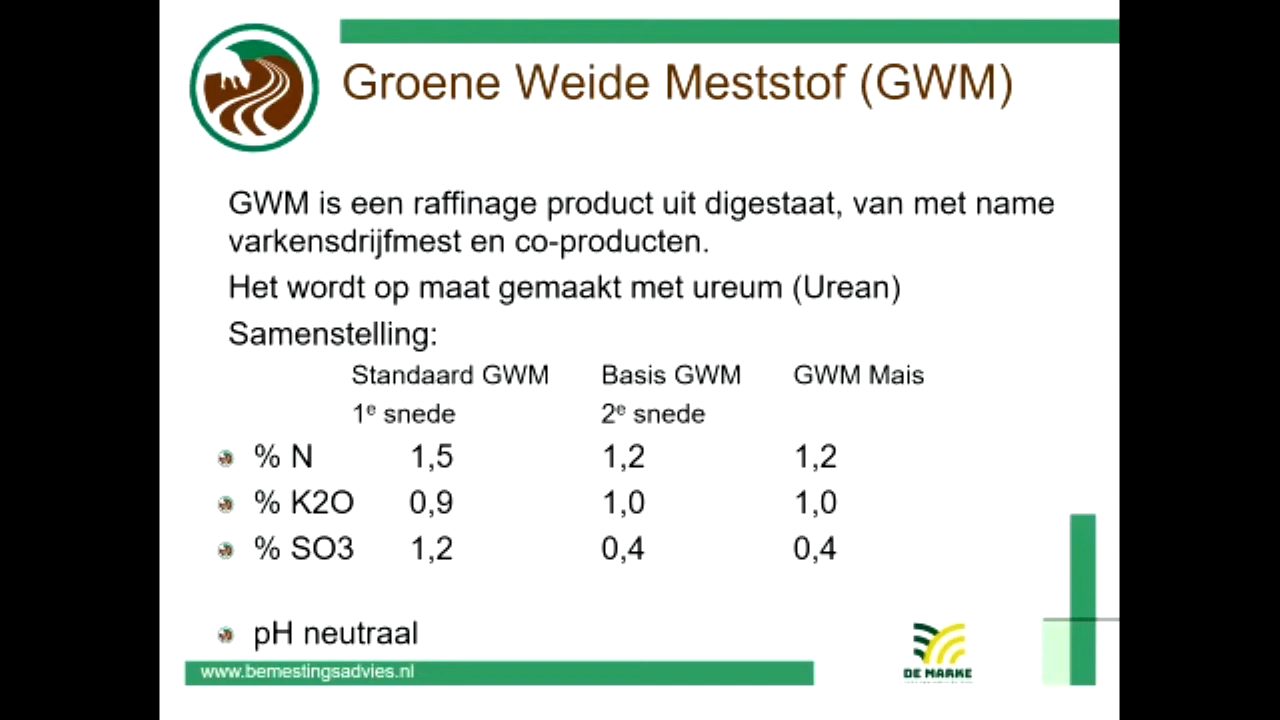 Groene Weide Meststof (GWM)
GWM is een raffinage product uit digestaat, van met name
varkensdrijfmest en co-producten.
Het wordt op maat gemaakt met ureum (Urean)
Samenstelling:
Standaard GWM Basis GWM GWM Mais
1e snede 2e snede
% N 1,5 1,2 1,2
% K2O 0,9 1,0 1,0
% SO3 1,2 0,4 0,4
pH neutraal
www.bemestingsadvies.nl
DE MARKE